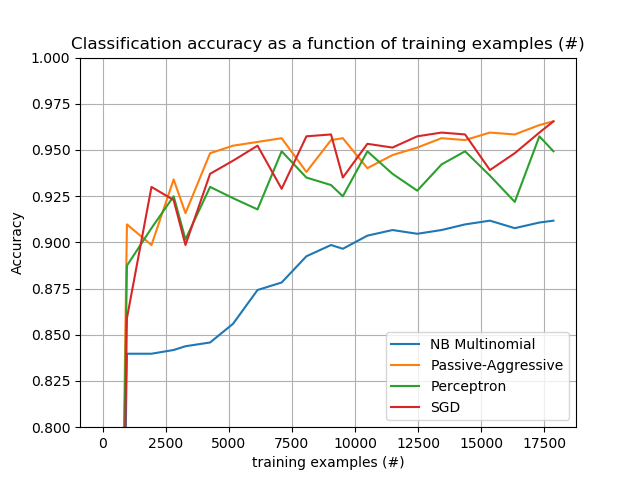 Classification accuracy as a function of training examples (#)
1.000
0.975
0.950
0.925
0.900
0.875
0.850
0.825
0.800
Accuracy
NB Multinomial
Passive-Aggressive
Perceptron
SGD
0 2500 5000 7500 10000 12500 15000 17500
training examples (#)